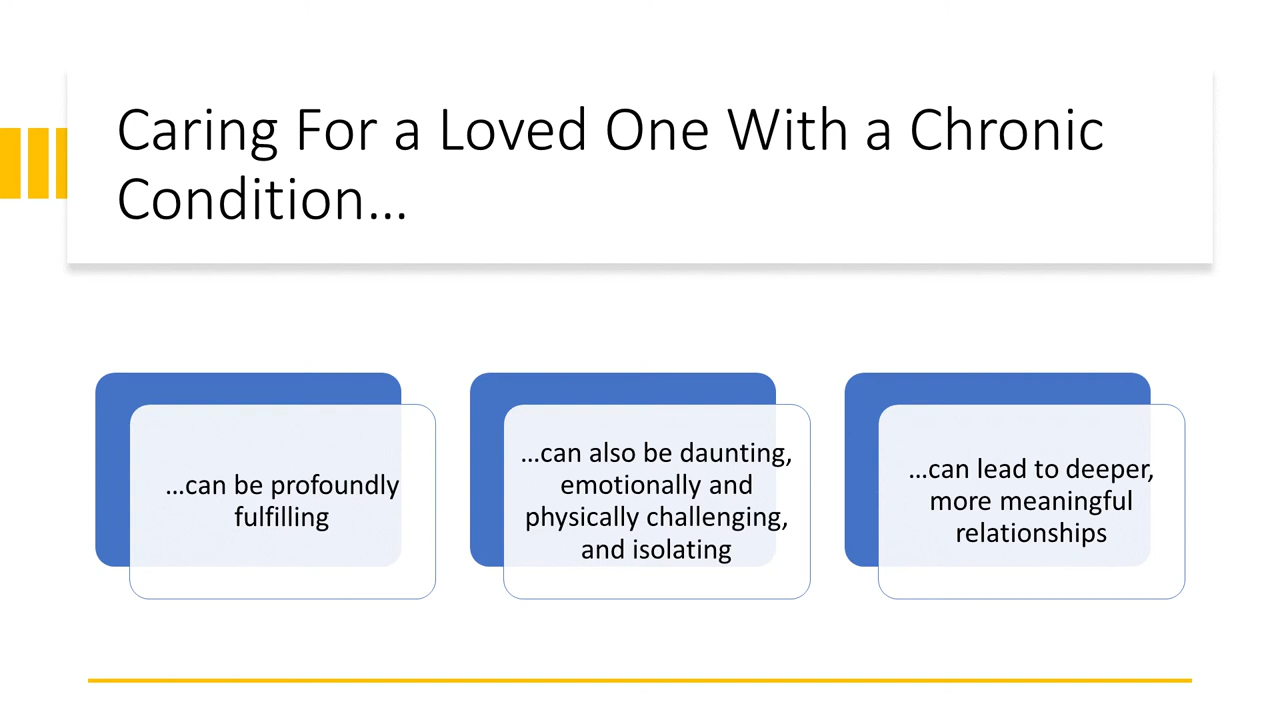 Caring For a Loved One With a Chronic
Condition…
…can be profoundly
fulfilling
…can also be daunting,
emotionally and
physically challenging,
and isolating
…can lead to deeper,
more meaningful
relationships